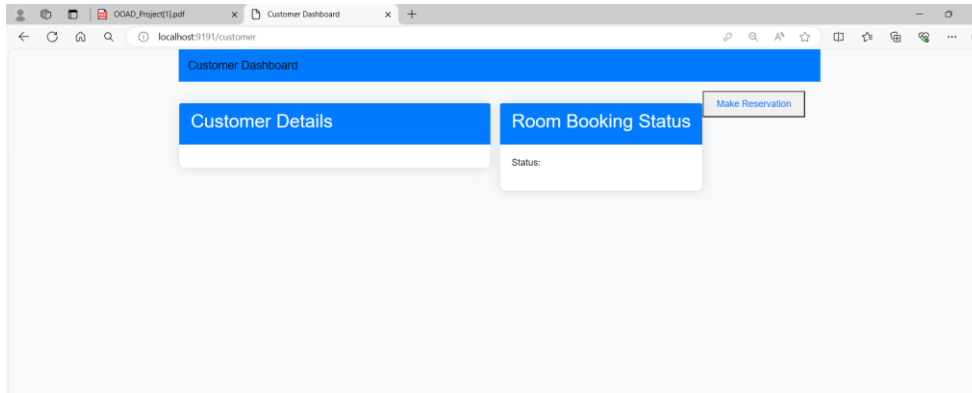 OOAD_Project[1].pdf
Customer Dashboard
localhost:9191/customer
Customer Dashboard
Make Reservation
Customer Details
Room Booking Status
Status: